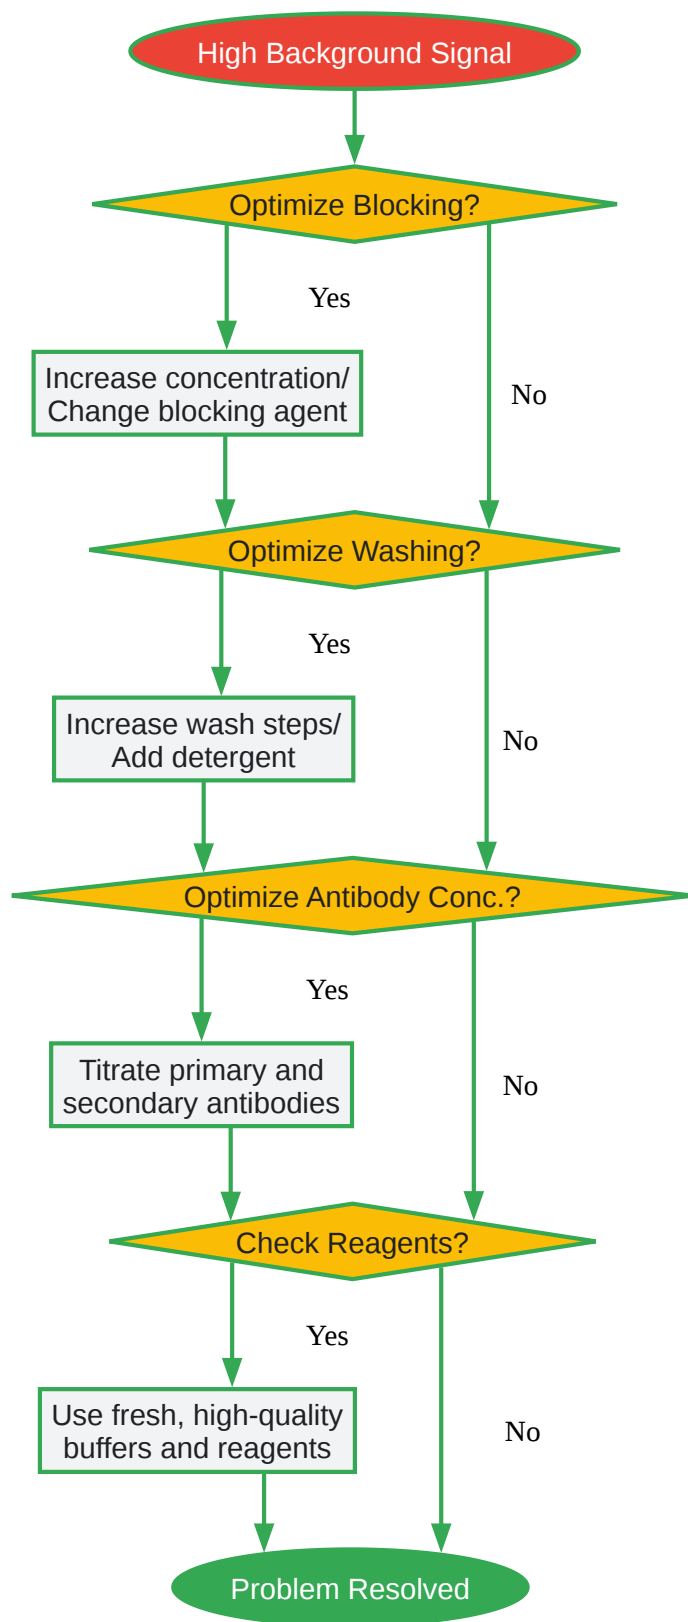 High Background Signal
Optimize Blocking?
Yes
Increase concentration/
Change blocking agent
No
Optimize Washing?
Yes
Increase wash steps/
Add detergent
No
Optimize Antibody Conc.?
Yes
Titrate primary and
secondary antibodies
No
Check Reagents?
Yes
Use fresh, high-quality
buffers and reagents
No
Problem Resolved